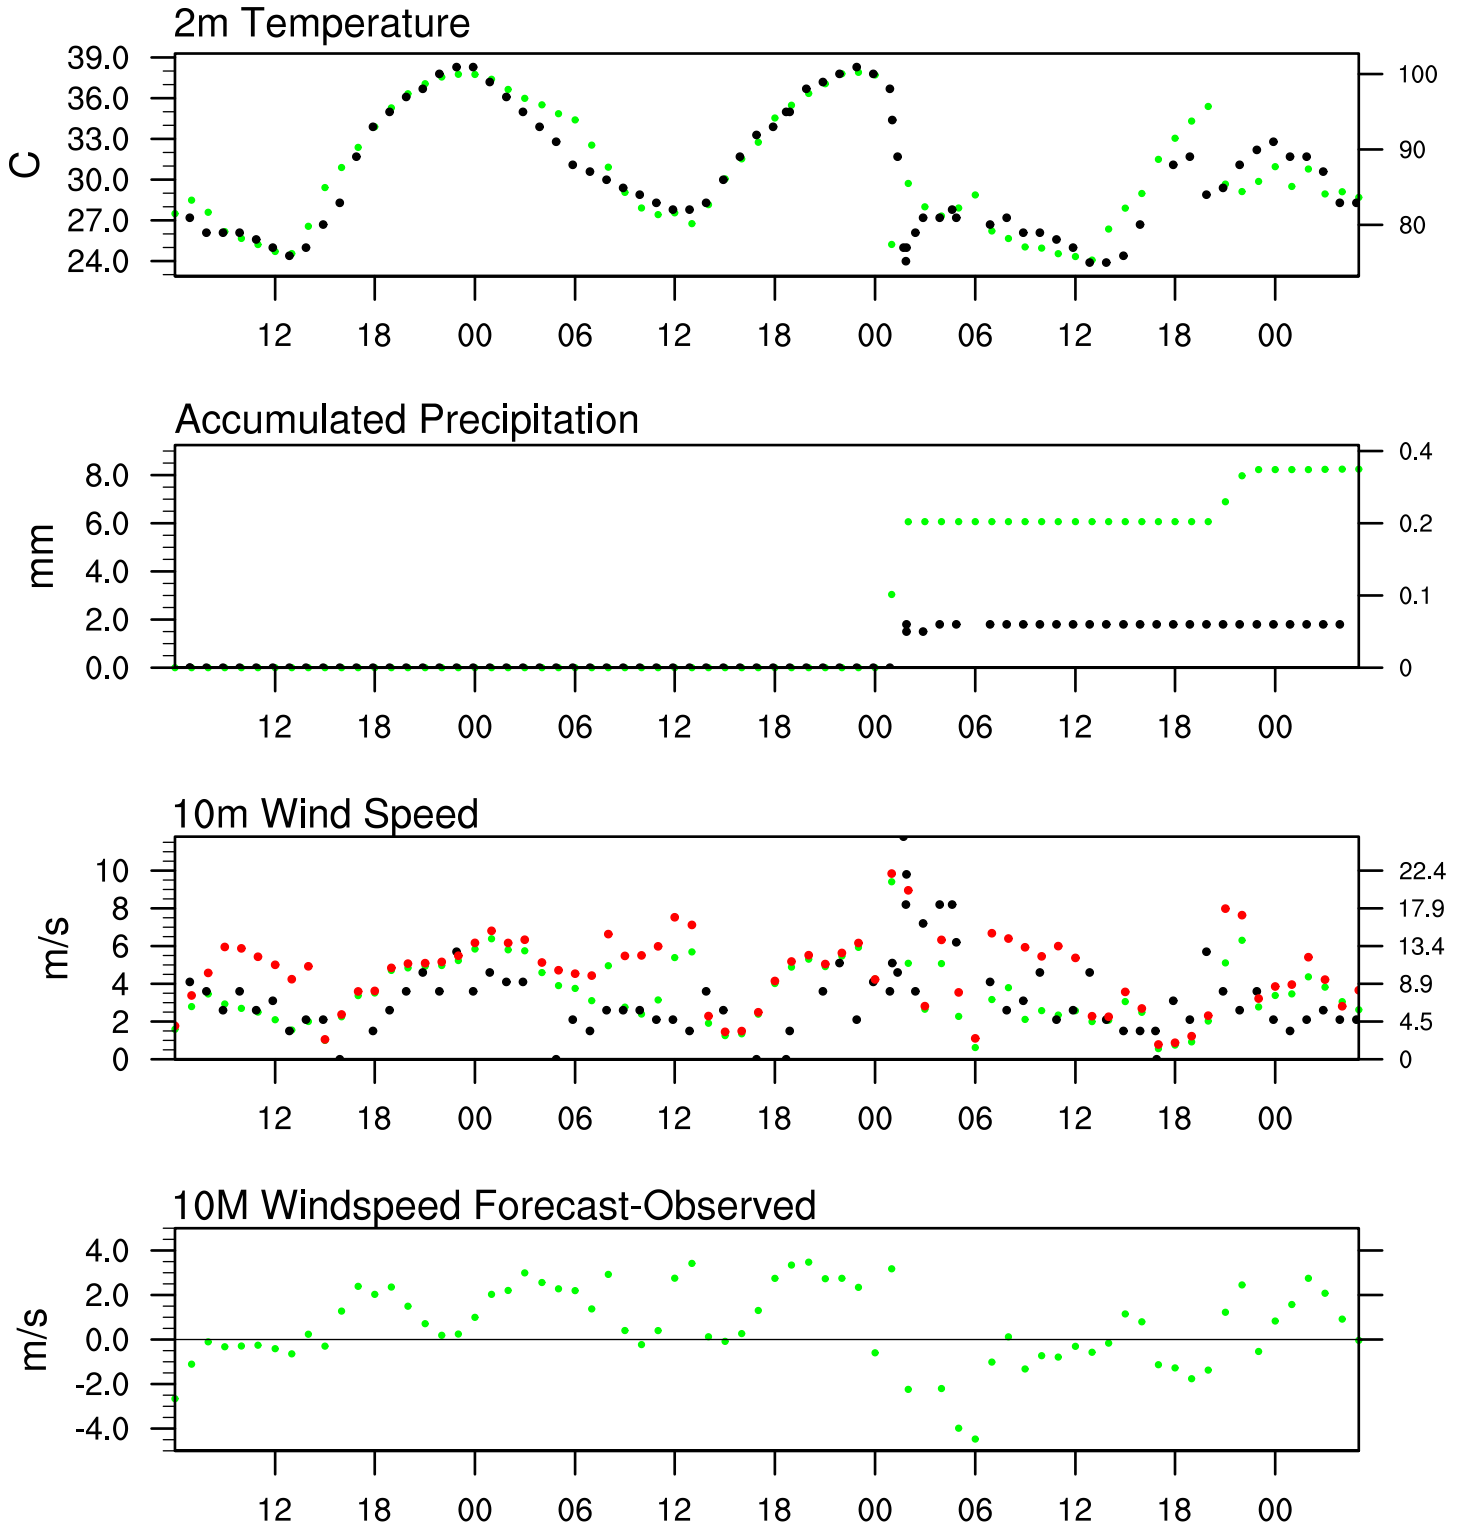 2m Temperature
39.0
36.0
33.0
30.0
27.0
24.0
C
100
90
80
12 18 00 06 12 18 00 06 12 18 00
Accumulated Precipitation
8.0
6.0
4.0
2.0
0.0
mm
0.4
0.2
0.1
0
12 18 00 06 12 18 00 06 12 18 00
10m Wind Speed
10
8
6
4
2
0
m/s
22.4
17.9
13.4
8.9
4.5
0
12 18 00 06 12 18 00 06 12 18 00
10M Windspeed Forecast-Observed
4.0
2.0
0.0
-2.0
-4.0
m/s
12 18 00 06 12 18 00 06 12 18 00